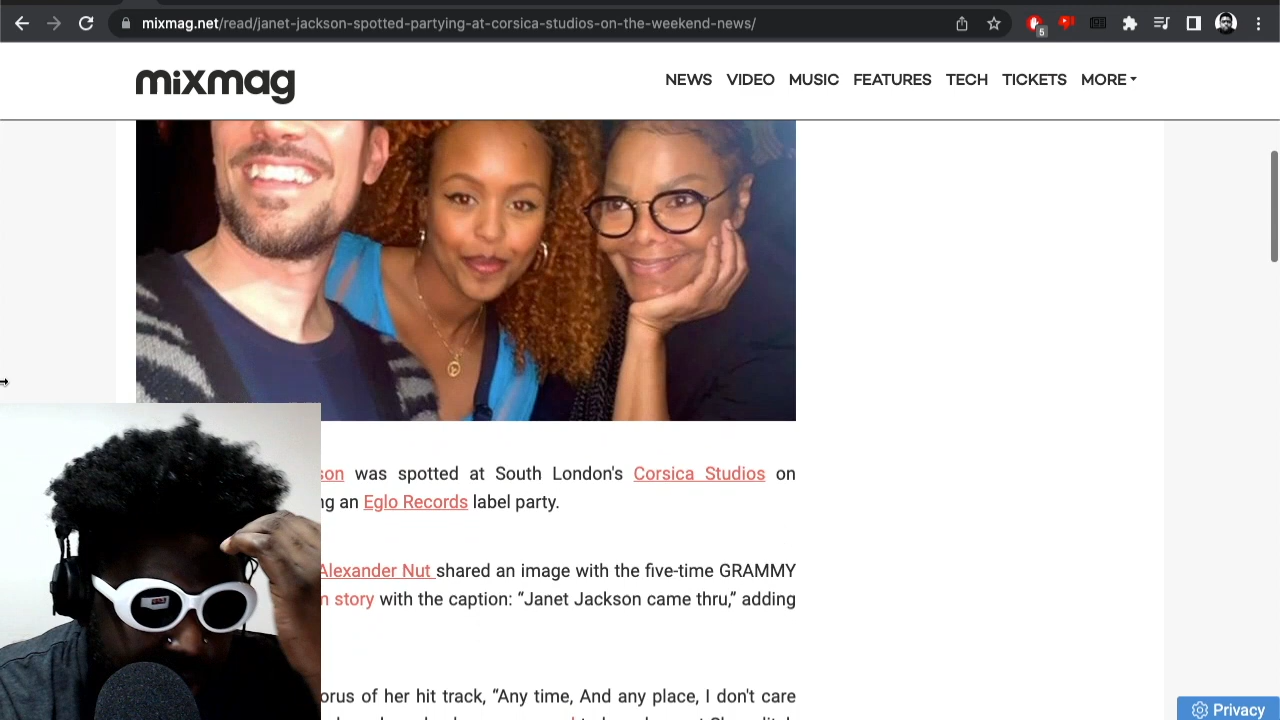 mixmag.net/read/janet-jackson-spotted-partying-at-corsica-studios-on-the-weekend-news/
5
mixmag
NEWS VIDEO MUSIC FEATURES TECH TICKETS MORE
son was spotted at South London's Corsica Studios on
ng an Eglo Records label party.
Alexander Nut shared an image with the five-time GRAMMY
m story with the caption: “Janet Jackson came thru,” adding
orus of her hit track, “Any time, And any place, I don't care
Privacy